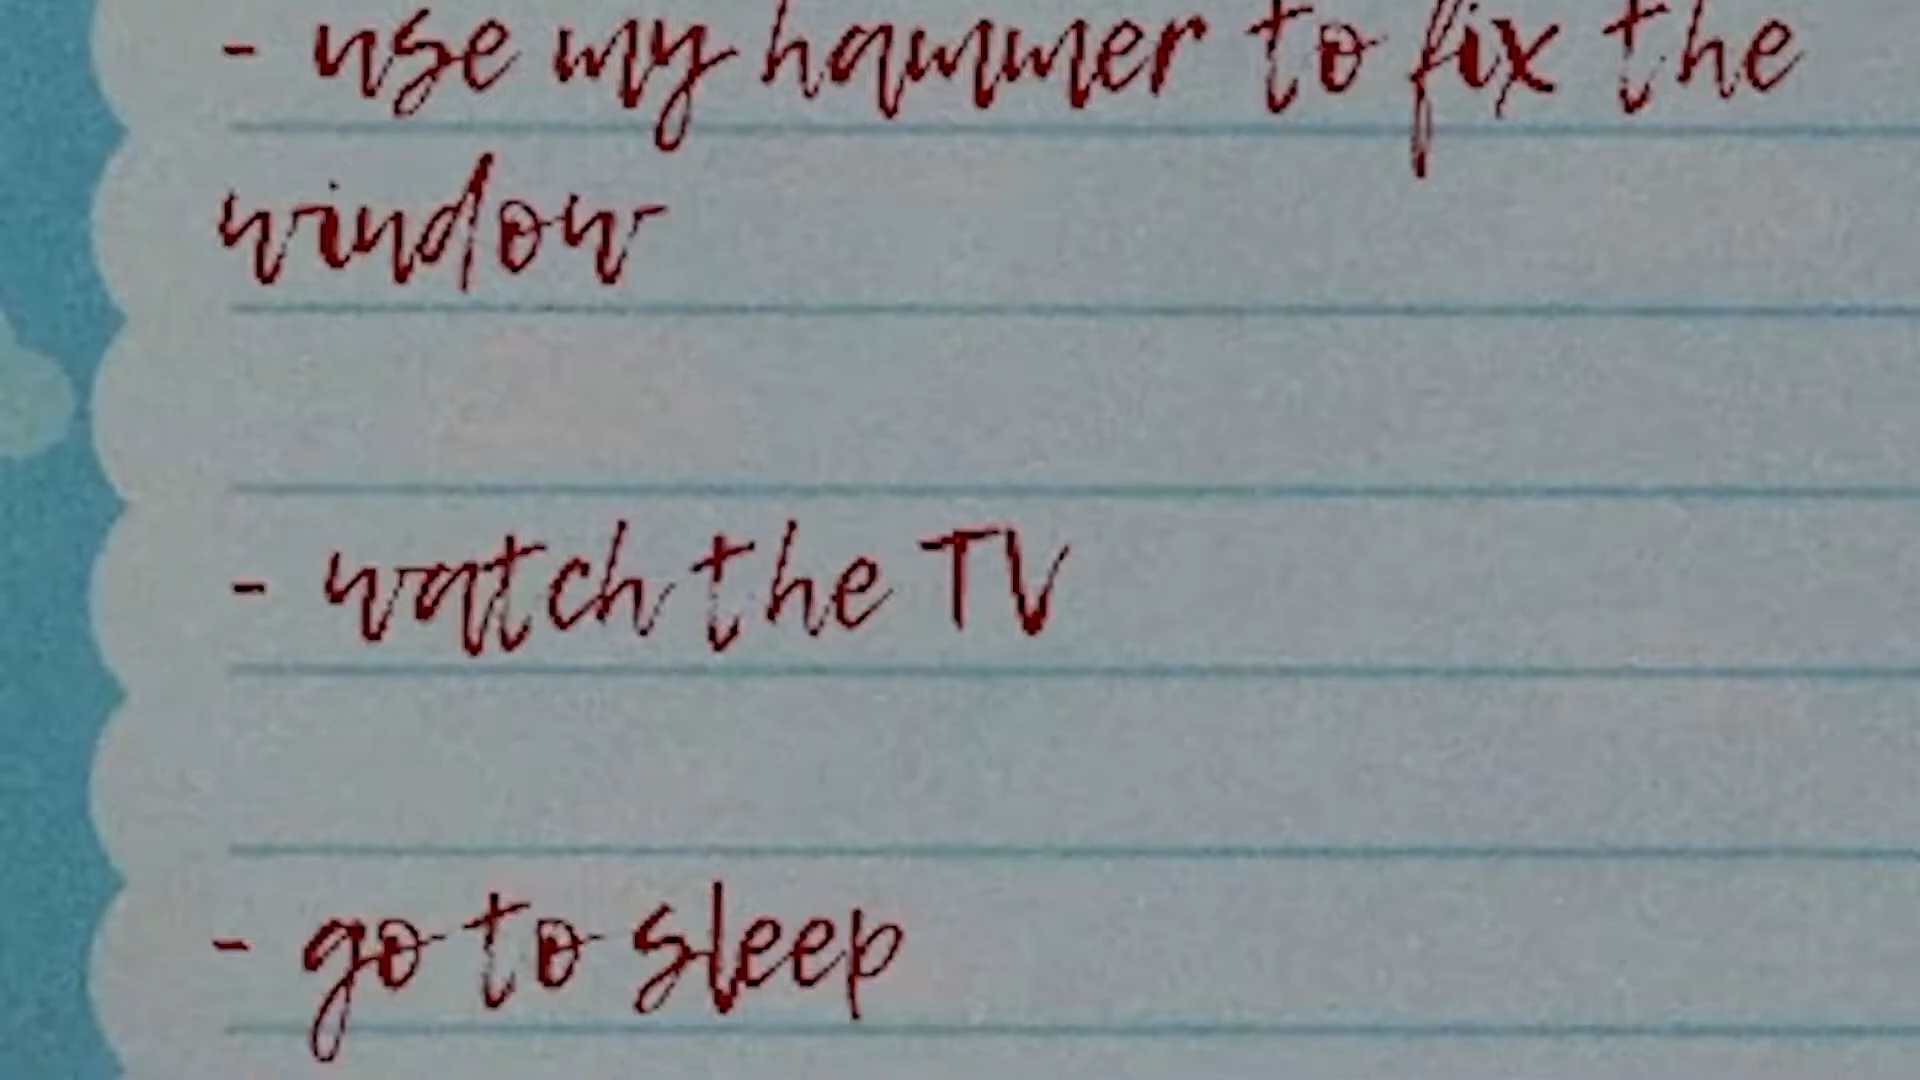 - use my hammer to fix the
window
- watch the TV
- go to sleep